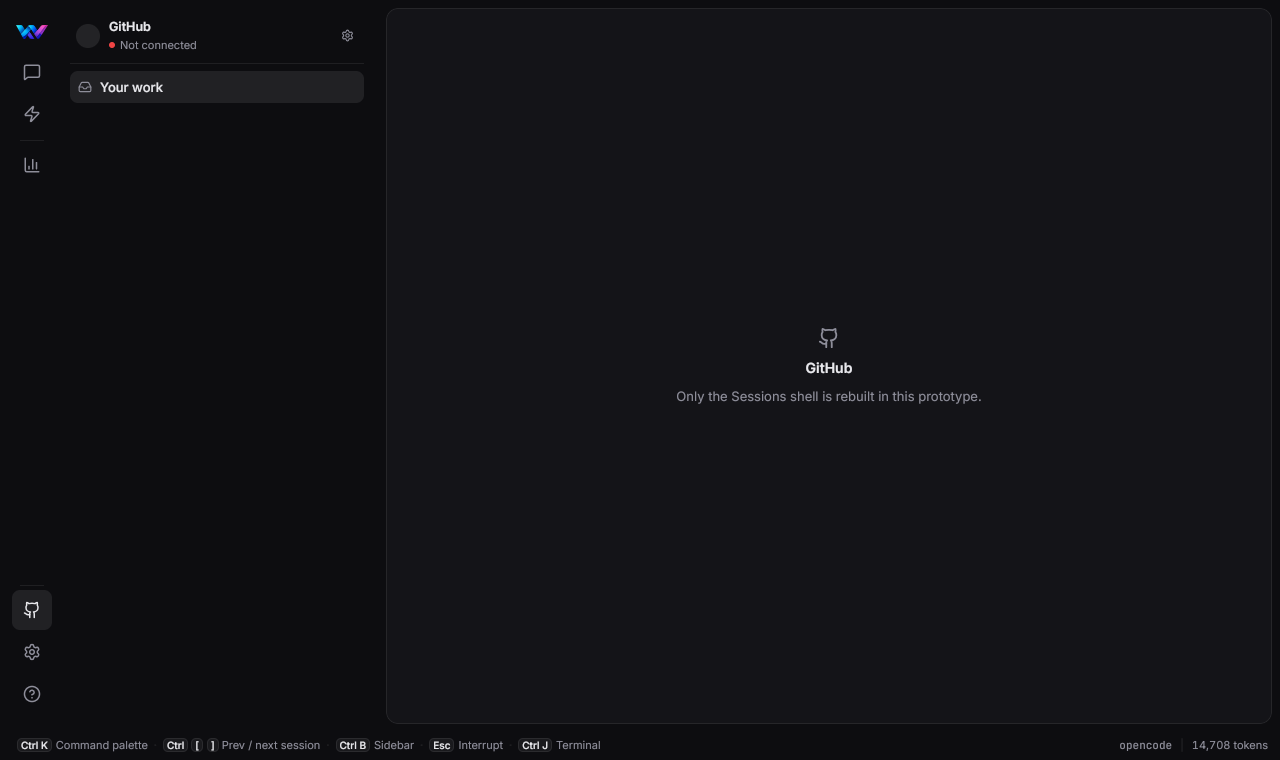 GitHub
Not connected
Your work
GitHub
Only the Sessions shell is rebuilt in this prototype.
Ctrl K Command palette · Ctrl [ ] Prev / next session · Ctrl B Sidebar · Esc Interrupt · Ctrl J Terminal
opencode 14,708 tokens